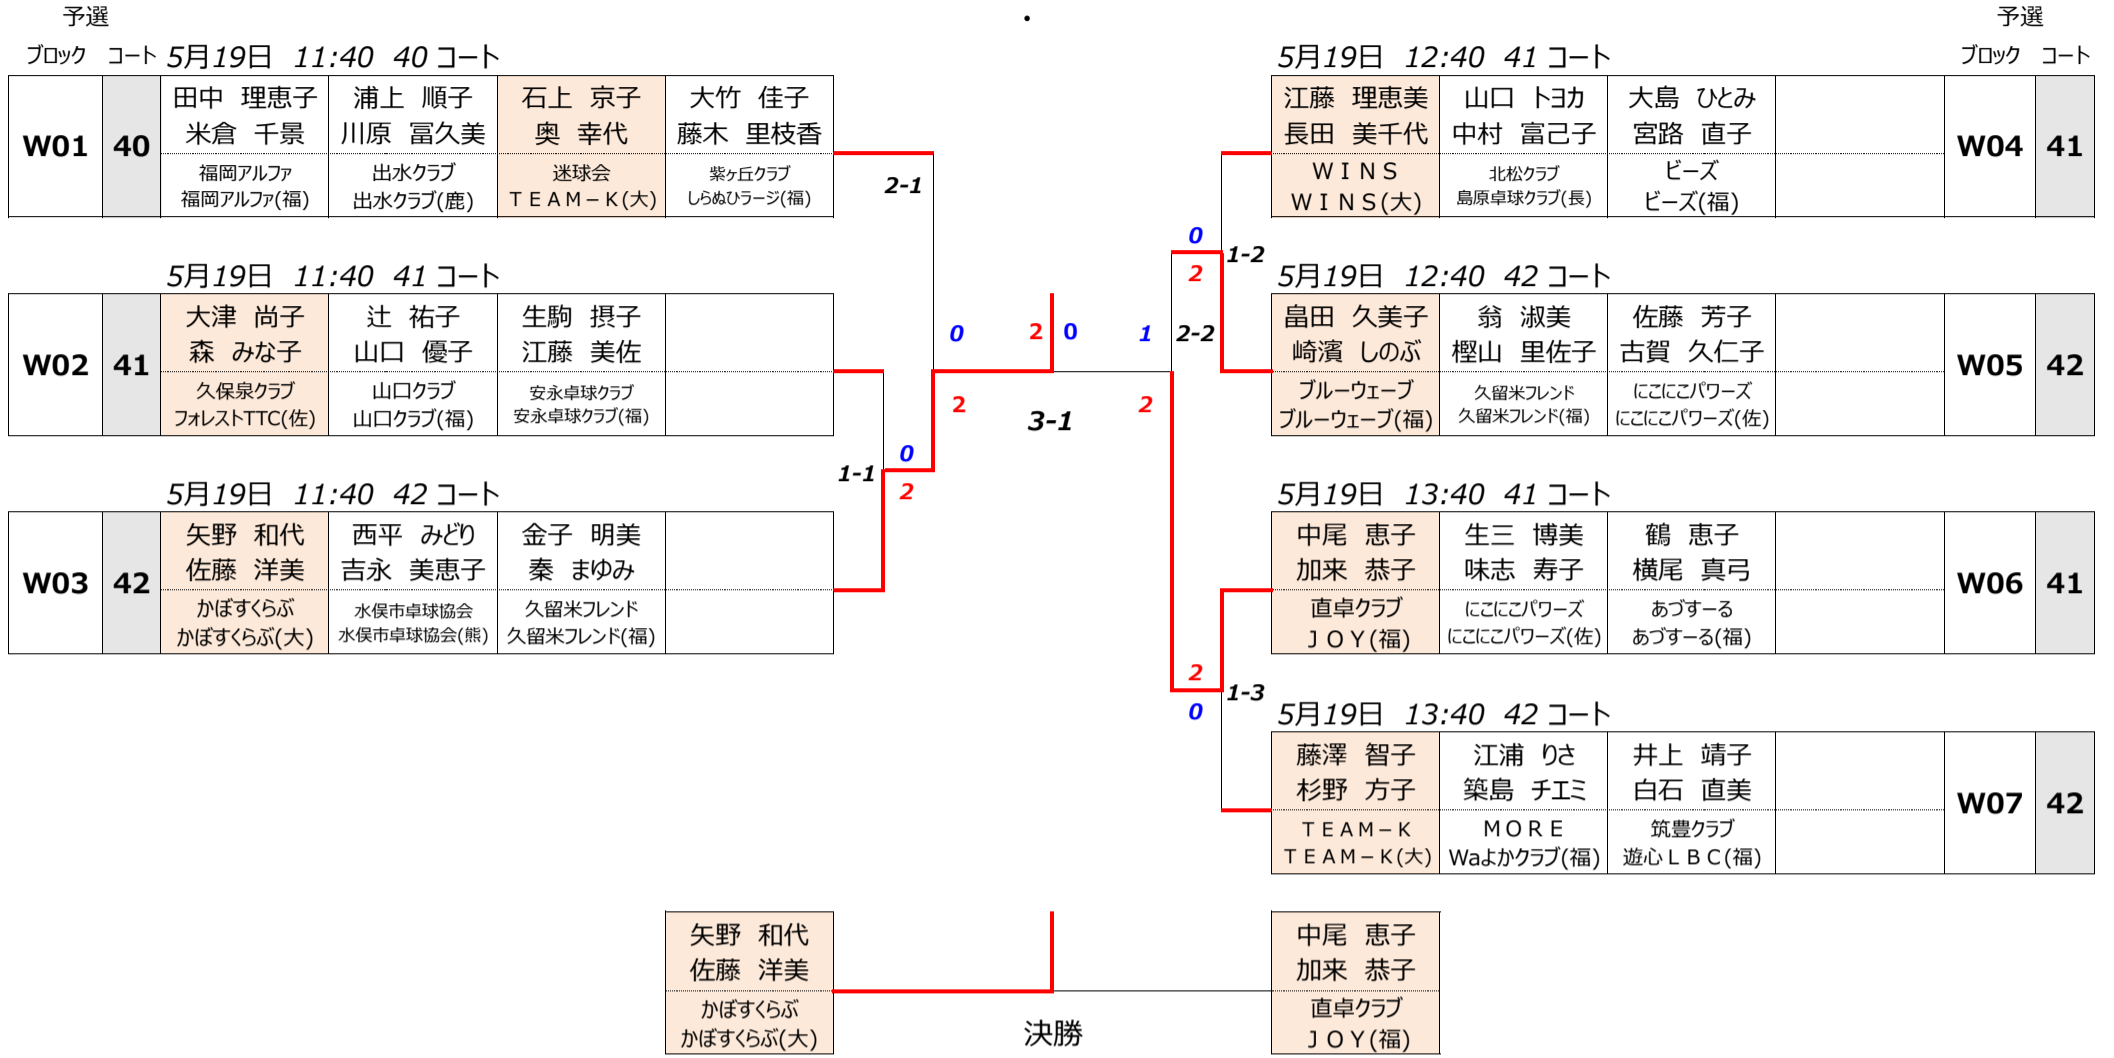 予選 予選
ブロック コート 5月19日 11:40 40 コート 5月19日 12:40 41 コート ブロック コート
W01 40
田中 理恵子 浦上 順子 石上 京子 大竹 佳子
米倉 千景 川原 冨久美 奥 幸代 藤木 里枝香
福岡アルファ 出水クラブ 迷球会 紫ヶ丘クラブ
福岡アルファ(福) 出水クラブ(鹿) TEAM−K(大) しらぬひラージ(福)
江藤 理恵美 山口 トヨカ 大島 ひとみ
長田 美千代 中村 富己子 宮路 直子
WINS 北松クラブ ビーズ
WINS(大) 島原卓球クラブ(長) ビーズ(福)
W04 41
2-1
0
2
1-2
5月19日 11:40 41 コート 5月19日 12:40 42 コート
W02 41
大津 尚子 辻 祐子 生駒 摂子
森 みな子 山口 優子 江藤 美佐
久保泉クラブ 山口クラブ 安永卓球クラブ
フォレストTTC(佐) 山口クラブ(福) 安永卓球クラブ(福)
0 2 0 1 2-2
2 2
3-1
畠田 久美子 翁 淑美 佐藤 芳子
崎濱 しのぶ 樫山 里佐子 古賀 久仁子
ブルーウェーブ 久留米フレンド にこにこパワーズ
ブルーウェーブ(福) 久留米フレンド(福) にこにこパワーズ(佐)
W05 42
0
1-1
2
5月19日 11:40 42 コート 5月19日 13:40 41 コート
W03 42
矢野 和代 西平 みどり 金子 明美
佐藤 洋美 吉永 美恵子 秦 まゆみ
かぼすくらぶ 水俣市卓球協会 久留米フレンド
かぼすくらぶ(大) 水俣市卓球協会(熊) 久留米フレンド(福)
中尾 恵子 生三 博美 鶴 恵子
加来 恭子 味志 寿子 横尾 真弓
直卓クラブ にこにこパワーズ あづすーる
JOY(福) にこにこパワーズ(佐) あづすーる(福)
W06 41
2
1-3
0
5月19日 13:40 42 コート
藤澤 智子 江浦 りさ 井上 靖子
杉野 方子 築島 チエミ 白石 直美
TEAM−K MORE 筑豊クラブ
TEAM−K(大) Waよかクラブ(福) 遊心LBC(福)
W07 42
矢野 和代 中尾 恵子
佐藤 洋美 加来 恭子
かぼすくらぶ 直卓クラブ
かぼすくらぶ(大) 決勝 JOY(福)